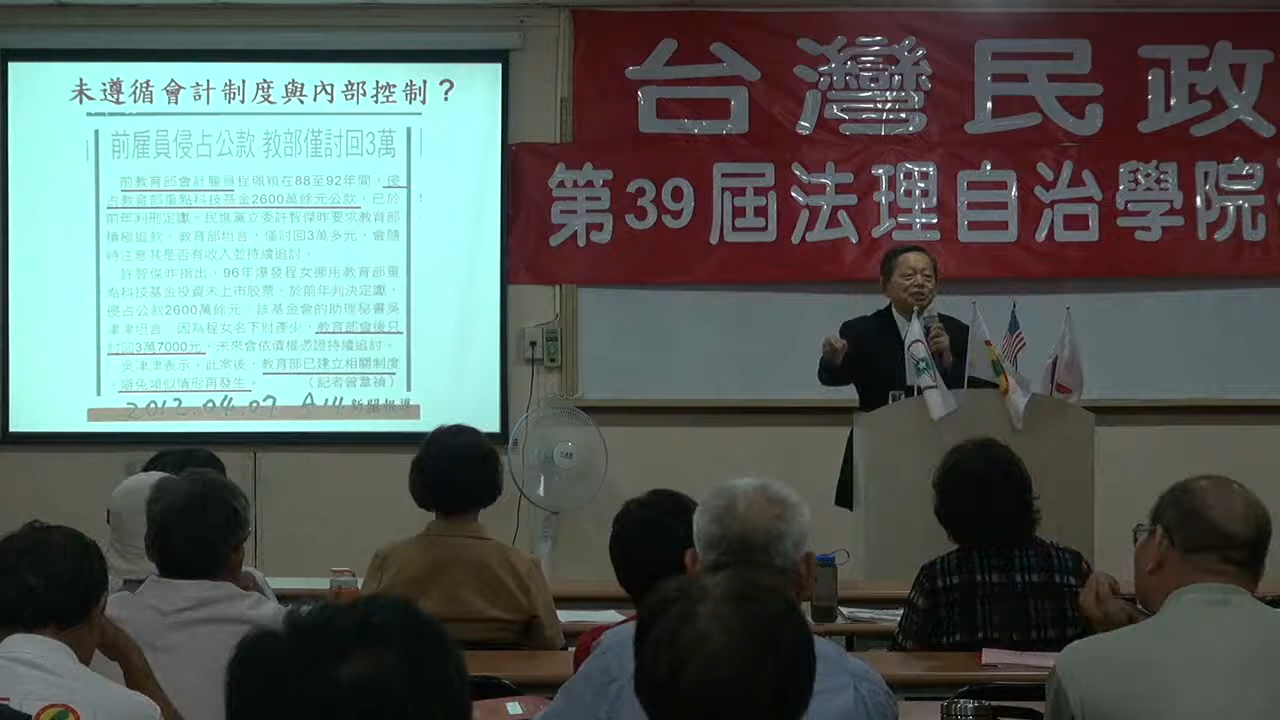 未遵循會計制度與內部控制？
前雇員侵占公款 教部僅討回3萬
前教育部會計雇員程珮穎在88至92年間，侵
占教育部重點科技基金2600萬餘元公款，已於
前年判刑定讞，民進黨立委許智傑昨要求教育部
積極追款，教育部坦言，僅討回3萬多元，會隨
時注意其是否有收入並持續追討。
許智傑昨指出，96年爆發程女挪用教育部重
點科技基金投資未上市股票，於前年判決定讞，
侵占公款2600萬餘元，該基金會的助理秘書吳
津津坦言，因為程女名下財產少，教育部會後只
討回3萬7000元，未來會依債權憑證持續追討。
吳津津表示，此案後，教育部已建立相關制度
，避免類似情形再發生。（記者曾韋禎）
2012.04.07 A14 新聞報導
台灣民政
第39屆法理自治學院